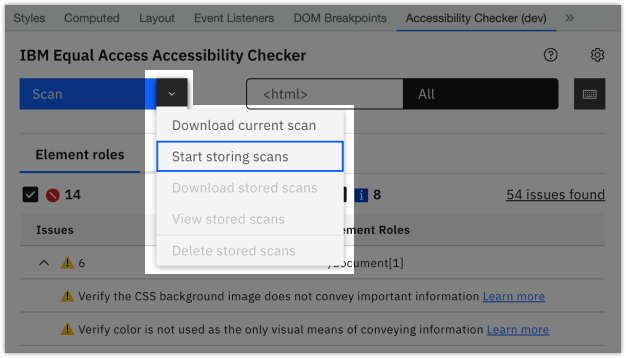 Styles Computed Layout Event Listeners DOM Breakpoints Accessibility Checker (dev)
IBM Equal Access Accessibility Checker
Scan <html> All
Download current scan
Start storing scans
Download stored scans
View stored scans
Delete stored scans
Element roles
14 8 54 issues found
Issues ement Roles
6 /document[1]
Verify the CSS background image does not convey important information Learn more
Verify color is not used as the only visual means of conveying information Learn more